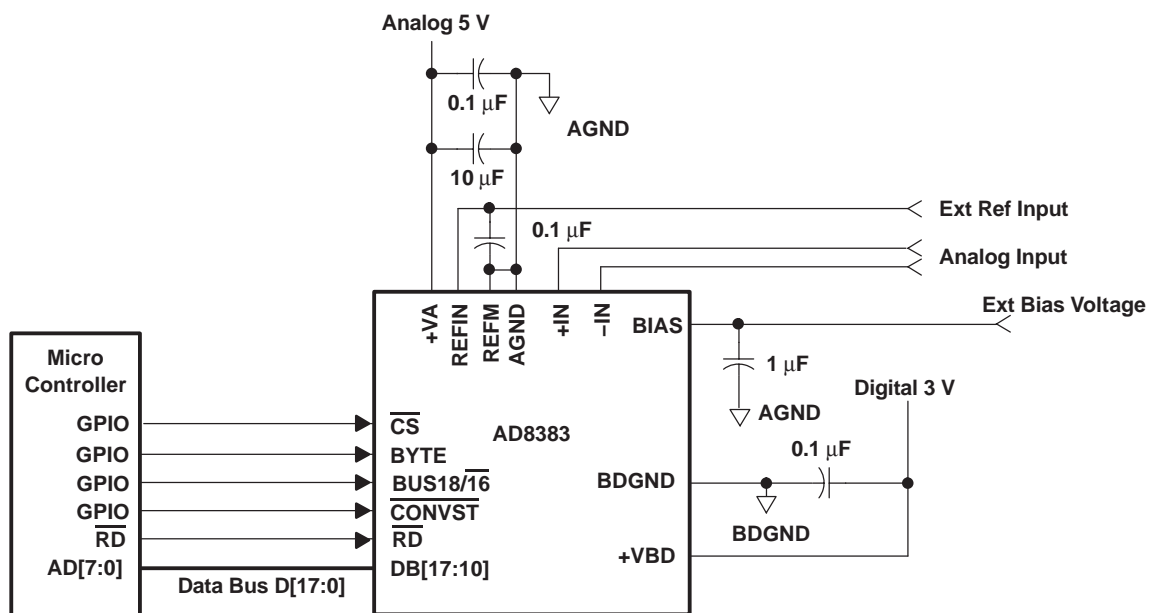 Analog 5 V
0.1 μF
AGND
10 μF
Ext Ref Input
0.1 μF
Analog Input
+VA
REFIN
REFM
AGND
+IN
–IN
Ext Bias Voltage
BIAS
Micro
Controller
1 μF
Digital 3 V
AGND
GPIO
CS
AD8383
GPIO
BYTE
0.1 μF
GPIO
BUS18/16
BDGND
GPIO
CONVST
BDGND
RD
RD
+VBD
AD[7:0]
DB[17:10]
Data Bus D[17:0]